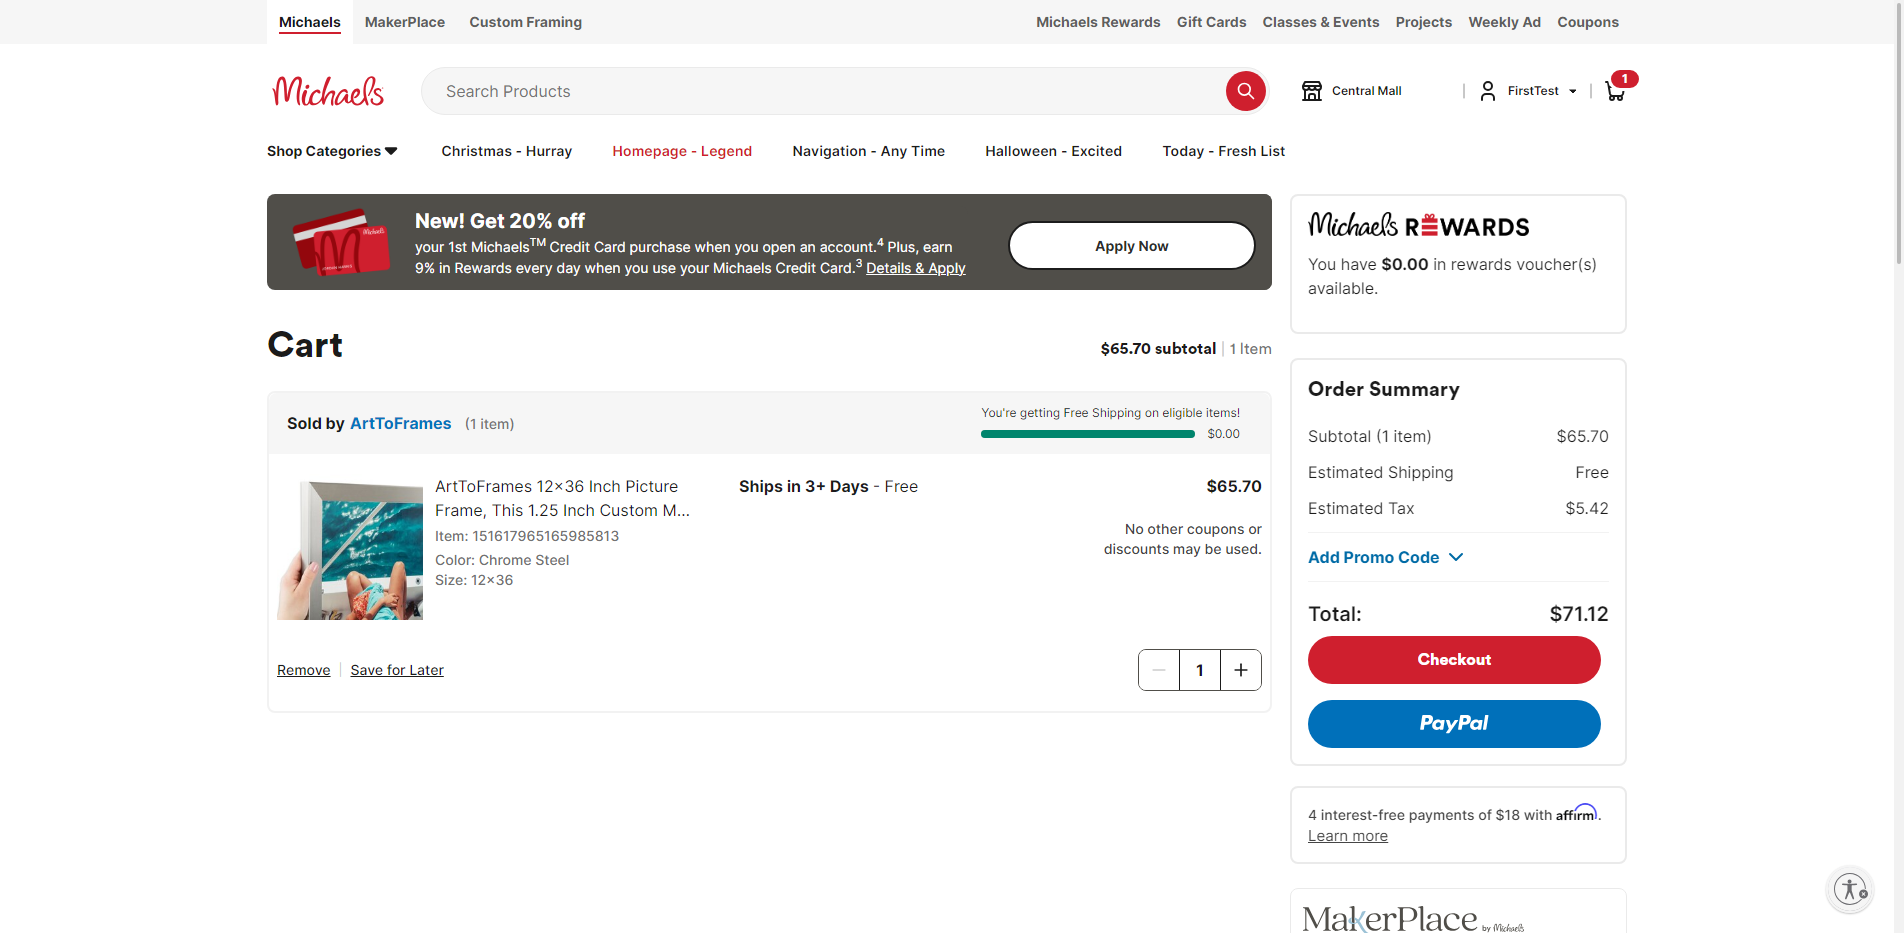 Michaels MakerPlace Custom Framing Michaels Rewards Gift Cards Classes & Events Projects Weekly Ad Coupons
Michaels Search Products Central Mall FirstTest 1
Shop Categories Christmas - Hurray Homepage - Legend Navigation - Any Time Halloween - Excited Today - Fresh List
New! Get 20% off
your 1st Michaels™ Credit Card purchase when you open an account.⁴ Plus, earn
9% in Rewards every day when you use your Michaels Credit Card.³ Details & Apply
Apply Now
Michaels REWARDS
You have $0.00 in rewards voucher(s)
available.
Cart
$65.70 subtotal | 1 Item
Sold by ArtToFrames (1 item)
You're getting Free Shipping on eligible items!
$0.00
ArtToFrames 12x36 Inch Picture
Frame, This 1.25 Inch Custom M...
Item: 151617965165985813
Color: Chrome Steel
Size: 12x36
Ships in 3+ Days - Free
$65.70
No other coupons or
discounts may be used.
Remove Save for Later
− 1 +
Order Summary
Subtotal (1 item) $65.70
Estimated Shipping Free
Estimated Tax $5.42
Add Promo Code
Total: $71.12
Checkout
PayPal
4 interest-free payments of $18 with affirm.
Learn more
MakerPlace by Michaels